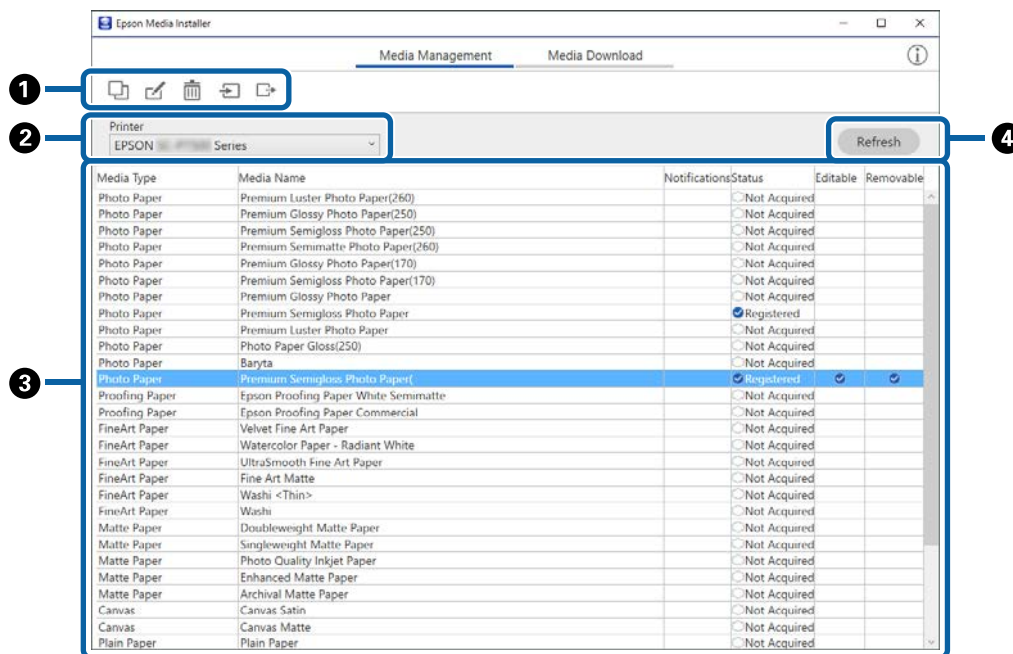 Epson Media Installer
Media Management Media Download
1
2
Printer
EPSON Series
Refresh
4
3
Media Type Media Name Notifications Status Editable Removable
Photo Paper Premium Luster Photo Paper(260) Not Acquired
Photo Paper Premium Glossy Photo Paper(250) Not Acquired
Photo Paper Premium Semigloss Photo Paper(250) Not Acquired
Photo Paper Premium Semimatte Photo Paper(260) Not Acquired
Photo Paper Premium Glossy Photo Paper(170) Not Acquired
Photo Paper Premium Semigloss Photo Paper(170) Not Acquired
Photo Paper Premium Glossy Photo Paper Not Acquired
Photo Paper Premium Semigloss Photo Paper Registered
Photo Paper Premium Luster Photo Paper Not Acquired
Photo Paper Photo Paper Gloss(250) Not Acquired
Photo Paper Baryta Not Acquired
Photo Paper Premium Semigloss Photo Paper( Registered
Proofing Paper Epson Proofing Paper White Semimatte Not Acquired
Proofing Paper Epson Proofing Paper Commercial Not Acquired
FineArt Paper Velvet Fine Art Paper Not Acquired
FineArt Paper Watercolor Paper - Radiant White Not Acquired
FineArt Paper UltraSmooth Fine Art Paper Not Acquired
FineArt Paper Fine Art Matte Not Acquired
FineArt Paper Washi <Thin> Not Acquired
FineArt Paper Washi Not Acquired
Matte Paper Doubleweight Matte Paper Not Acquired
Matte Paper Singleweight Matte Paper Not Acquired
Matte Paper Photo Quality Inkjet Paper Not Acquired
Matte Paper Enhanced Matte Paper Not Acquired
Matte Paper Archival Matte Paper Not Acquired
Canvas Canvas Satin Not Acquired
Canvas Canvas Matte Not Acquired
Plain Paper Plain Paper Not Acquired